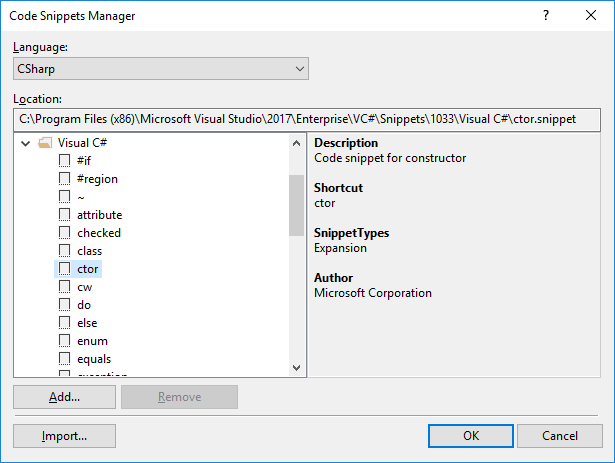 Code Snippets Manager
?
Language:
CSharp
Location:
C:\Program Files (x86)\Microsoft Visual Studio\2017\Enterprise\VC#\Snippets\1033\Visual C#\ctor.snippet
Visual C#
#if
#region
~
attribute
checked
class
ctor
cw
do
else
enum
equals
exception
Description
Code snippet for constructor
Shortcut
ctor
SnippetTypes
Expansion
Author
Microsoft Corporation
Add...
Remove
Import...
OK
Cancel